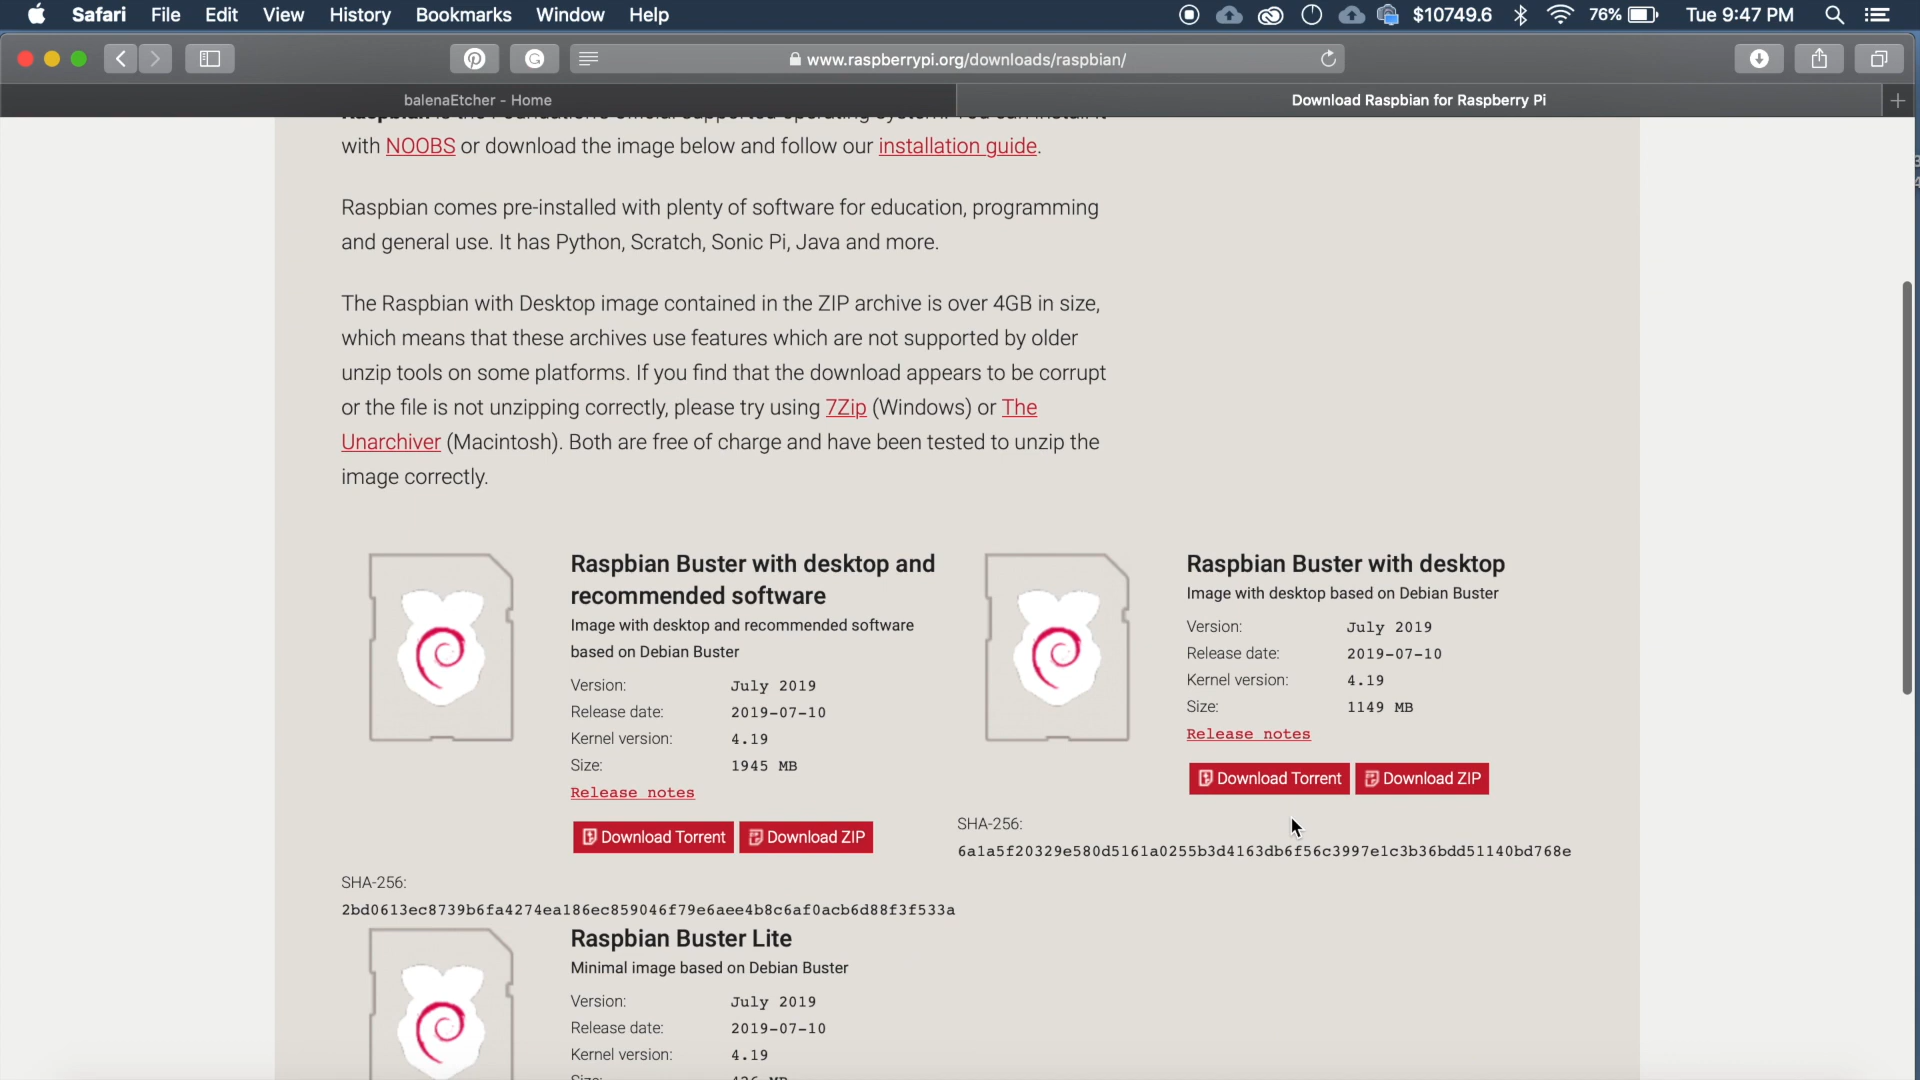 Safari File Edit View History Bookmarks Window Help $10749.6 76% Tue 9:47 PM
www.raspberrypi.org/downloads/raspbian/
balenaEtcher - Home
Download Raspbian for Raspberry Pi
with NOOBS or download the image below and follow our installation guide.
Raspbian comes pre-installed with plenty of software for education, programming
and general use. It has Python, Scratch, Sonic Pi, Java and more.
The Raspbian with Desktop image contained in the ZIP archive is over 4GB in size,
which means that these archives use features which are not supported by older
unzip tools on some platforms. If you find that the download appears to be corrupt
or the file is not unzipping correctly, please try using 7Zip (Windows) or The
Unarchiver (Macintosh). Both are free of charge and have been tested to unzip the
image correctly.
Raspbian Buster with desktop and
recommended software
Image with desktop and recommended software
based on Debian Buster
Version: July 2019
Release date: 2019-07-10
Kernel version: 4.19
Size: 1945 MB
Release notes
Download Torrent Download ZIP
SHA-256:
2bd0613ec8739b6fa4274ea186ec859046f79e6aee4b8c6af0acb6d88f3f533a
Raspbian Buster with desktop
Image with desktop based on Debian Buster
Version: July 2019
Release date: 2019-07-10
Kernel version: 4.19
Size: 1149 MB
Release notes
Download Torrent Download ZIP
SHA-256:
6a1a5f20329e580d5161a0255b3d4163db6f56c3997e1c3b36bdd51140bd768e
Raspbian Buster Lite
Minimal image based on Debian Buster
Version: July 2019
Release date: 2019-07-10
Kernel version: 4.19